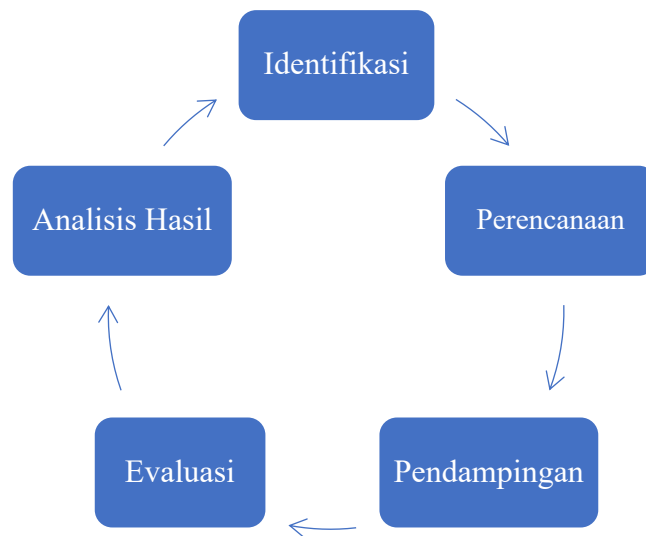 Identifikasi
Perencanaan
Pendampingan
Evaluasi
Analisis Hasil